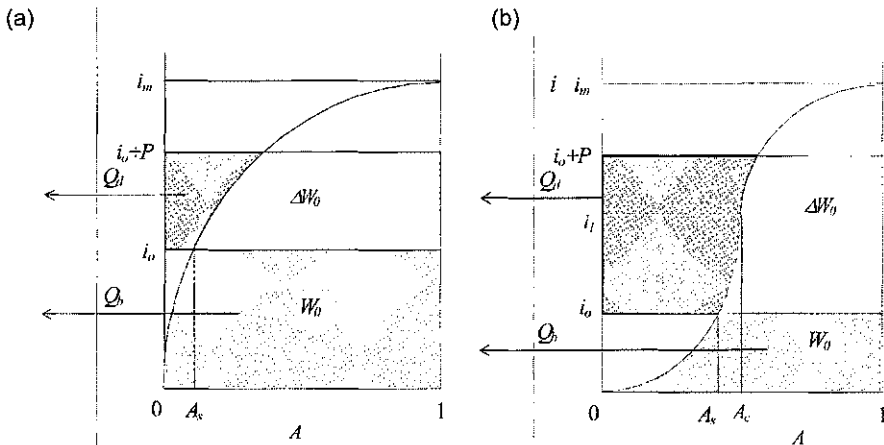 (a)
i_m
i_o+P
Q_d
ΔW_0
i_o
Q_b
W_0
0
A_s
1
A
(b)
i
i_m
i_o+P
Q_d
ΔW_0
i_l
i_o
Q_b
W_0
0
A_s
A_c
1
A